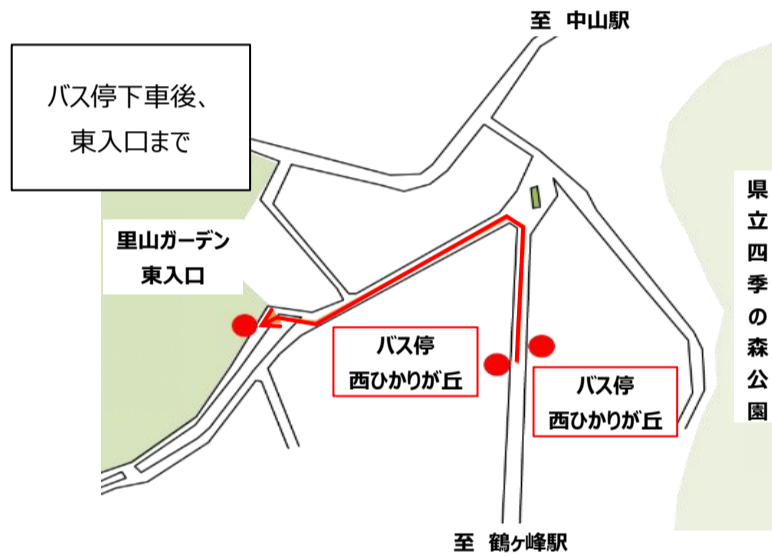 至 中山駅
バス停下車後、
東入口まで
里山ガーデン
東入口
県立四季の森公園
バス停
西ひかりが丘
バス停
西ひかりが丘
至 鶴ヶ峰駅